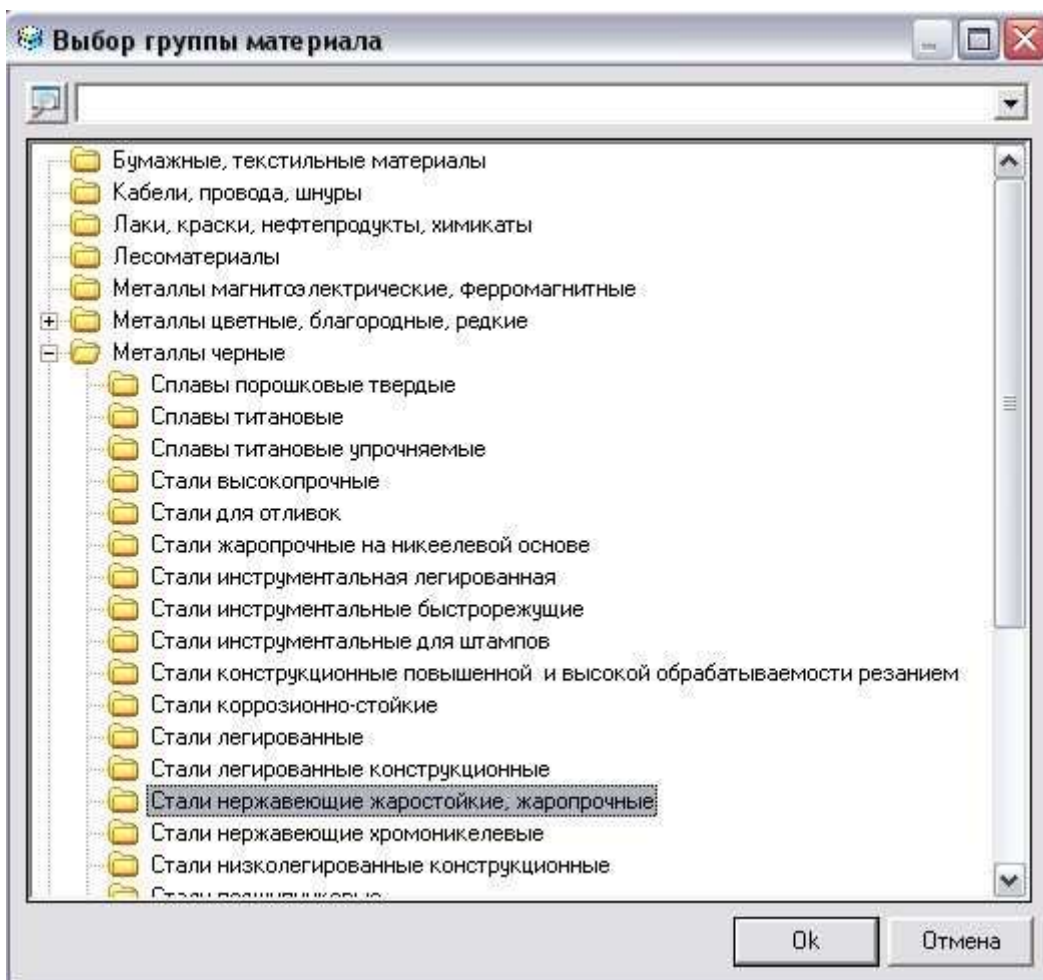 Выбор группы материала
Бумажные, текстильные материалы
Кабели, провода, шнуры
Лаки, краски, нефтепродукты, химикаты
Лесоматериалы
Металлы магнитоэлектрические, ферромагнитные
Металлы цветные, благородные, редкие
Металлы черные
Сплавы порошковые твердые
Сплавы титановые
Сплавы титановые упрочняемые
Стали высокопрочные
Стали для отливок
Стали жаропрочные на никеелевой основе
Стали инструментальная легированная
Стали инструментальные быстрорежущие
Стали инструментальные для штампов
Стали конструкционные повышенной и высокой обрабатываемости резанием
Стали коррозионно-стойкие
Стали легированные
Стали легированные конструкционные
Стали нержавеющие жаростойкие, жаропрочные
Стали нержавеющие хромоникелевые
Стали низколегированные конструкционные
Стали подшипниковые
Ok Отмена